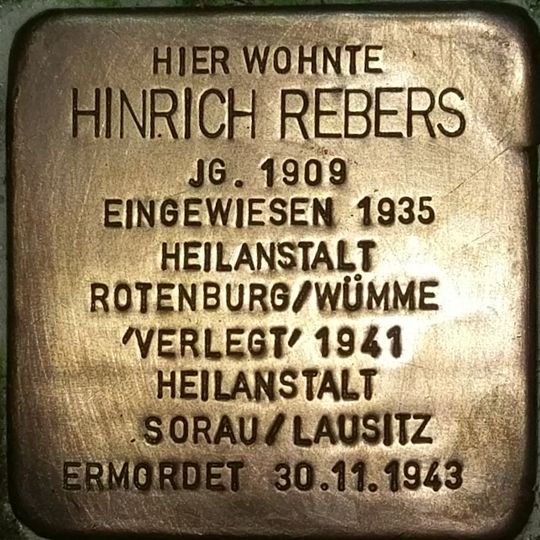 HIER WOHNTE
HINRICH REBERS
JG. 1909
EINGEWIESEN 1935
HEILANSTALT
ROTENBURG/WÜMME
'VERLEGT' 1941
HEILANSTALT
SORAU/LAUSITZ
ERMORDET 30.11.1943